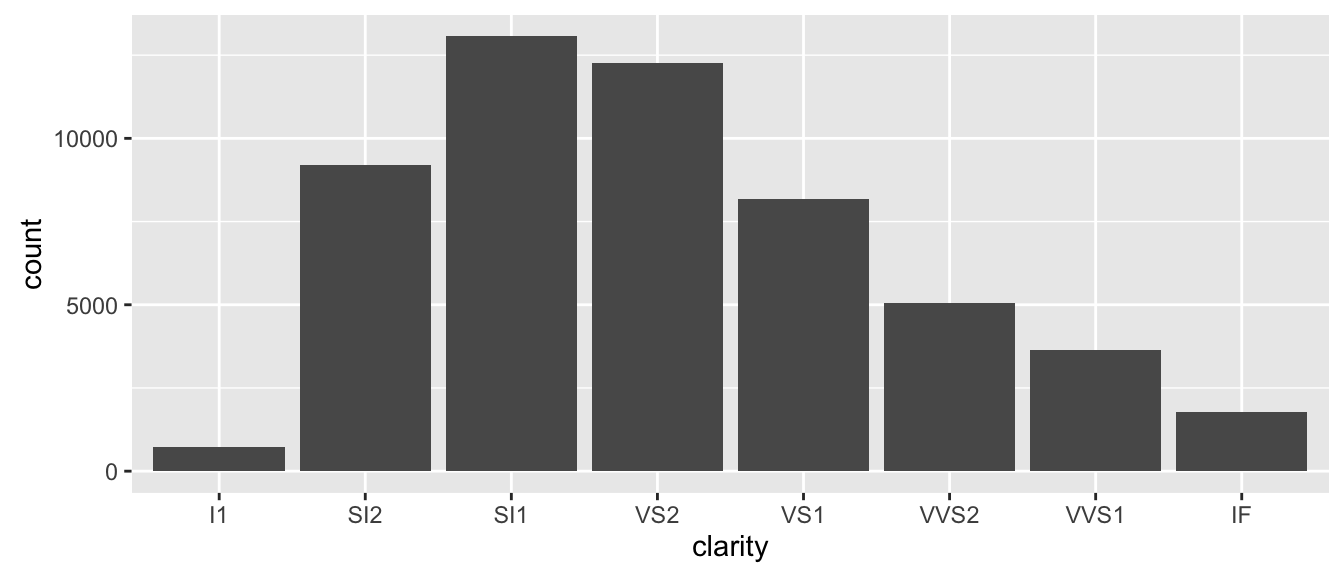 count
10000
5000
0
I1 SI2 SI1 VS2 VS1 VVS2 VVS1 IF
clarity